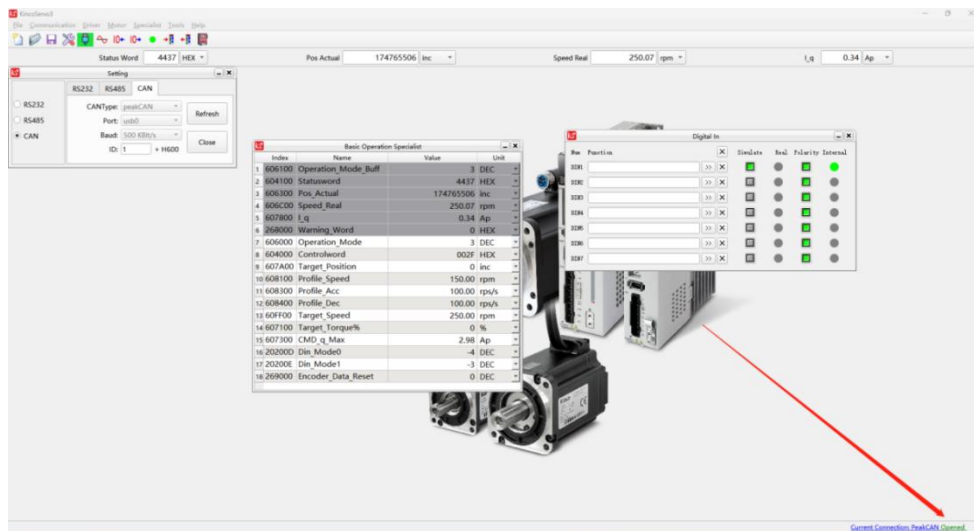 KincoServo3
File Communication Driver Motor Specialist Tools Help
Status Word 4437 HEX Pos Actual 174765506 inc Speed Real 250.07 rpm I_q 0.34 Ap
Setting
RS232 RS485 CAN
RS232
RS485
CAN
CANType: peakCAN
Port: usb0
Baud: 500 KBit/s
ID: 1 + H600
Refresh
Close
Basic Operation Specialist
Index Name Value Unit
1 606100 Operation_Mode_Buff 3 DEC
2 604100 Statusword 4437 HEX
3 606300 Pos_Actual 174765506 inc
4 606C00 Speed_Real 250.07 rpm
5 607800 I_q 0.34 Ap
6 268000 Warning_Word 0 HEX
7 606000 Operation_Mode 3 DEC
8 604000 Controlword 002F HEX
9 607A00 Target_Position 0 inc
10 608100 Profile_Speed 150.00 rpm
11 608300 Profile_Acc 100.00 rps/s
12 608400 Profile_Dec 100.00 rps/s
13 60FF00 Target_Speed 250.00 rpm
14 607100 Target_Torque% 0 %
15 607300 CMD_q_Max 2.98 Ap
16 20200D Din_Mode0 -4 DEC
17 20200E Din_Mode1 -3 DEC
18 269000 Encoder_Data_Reset 0 DEC
Digital In
Num Function Simulate Real Polarity Internal
DIN1
DIN2
DIN3
DIN4
DIN5
DIN6
DIN7
Current Connection: PeakCAN Opened